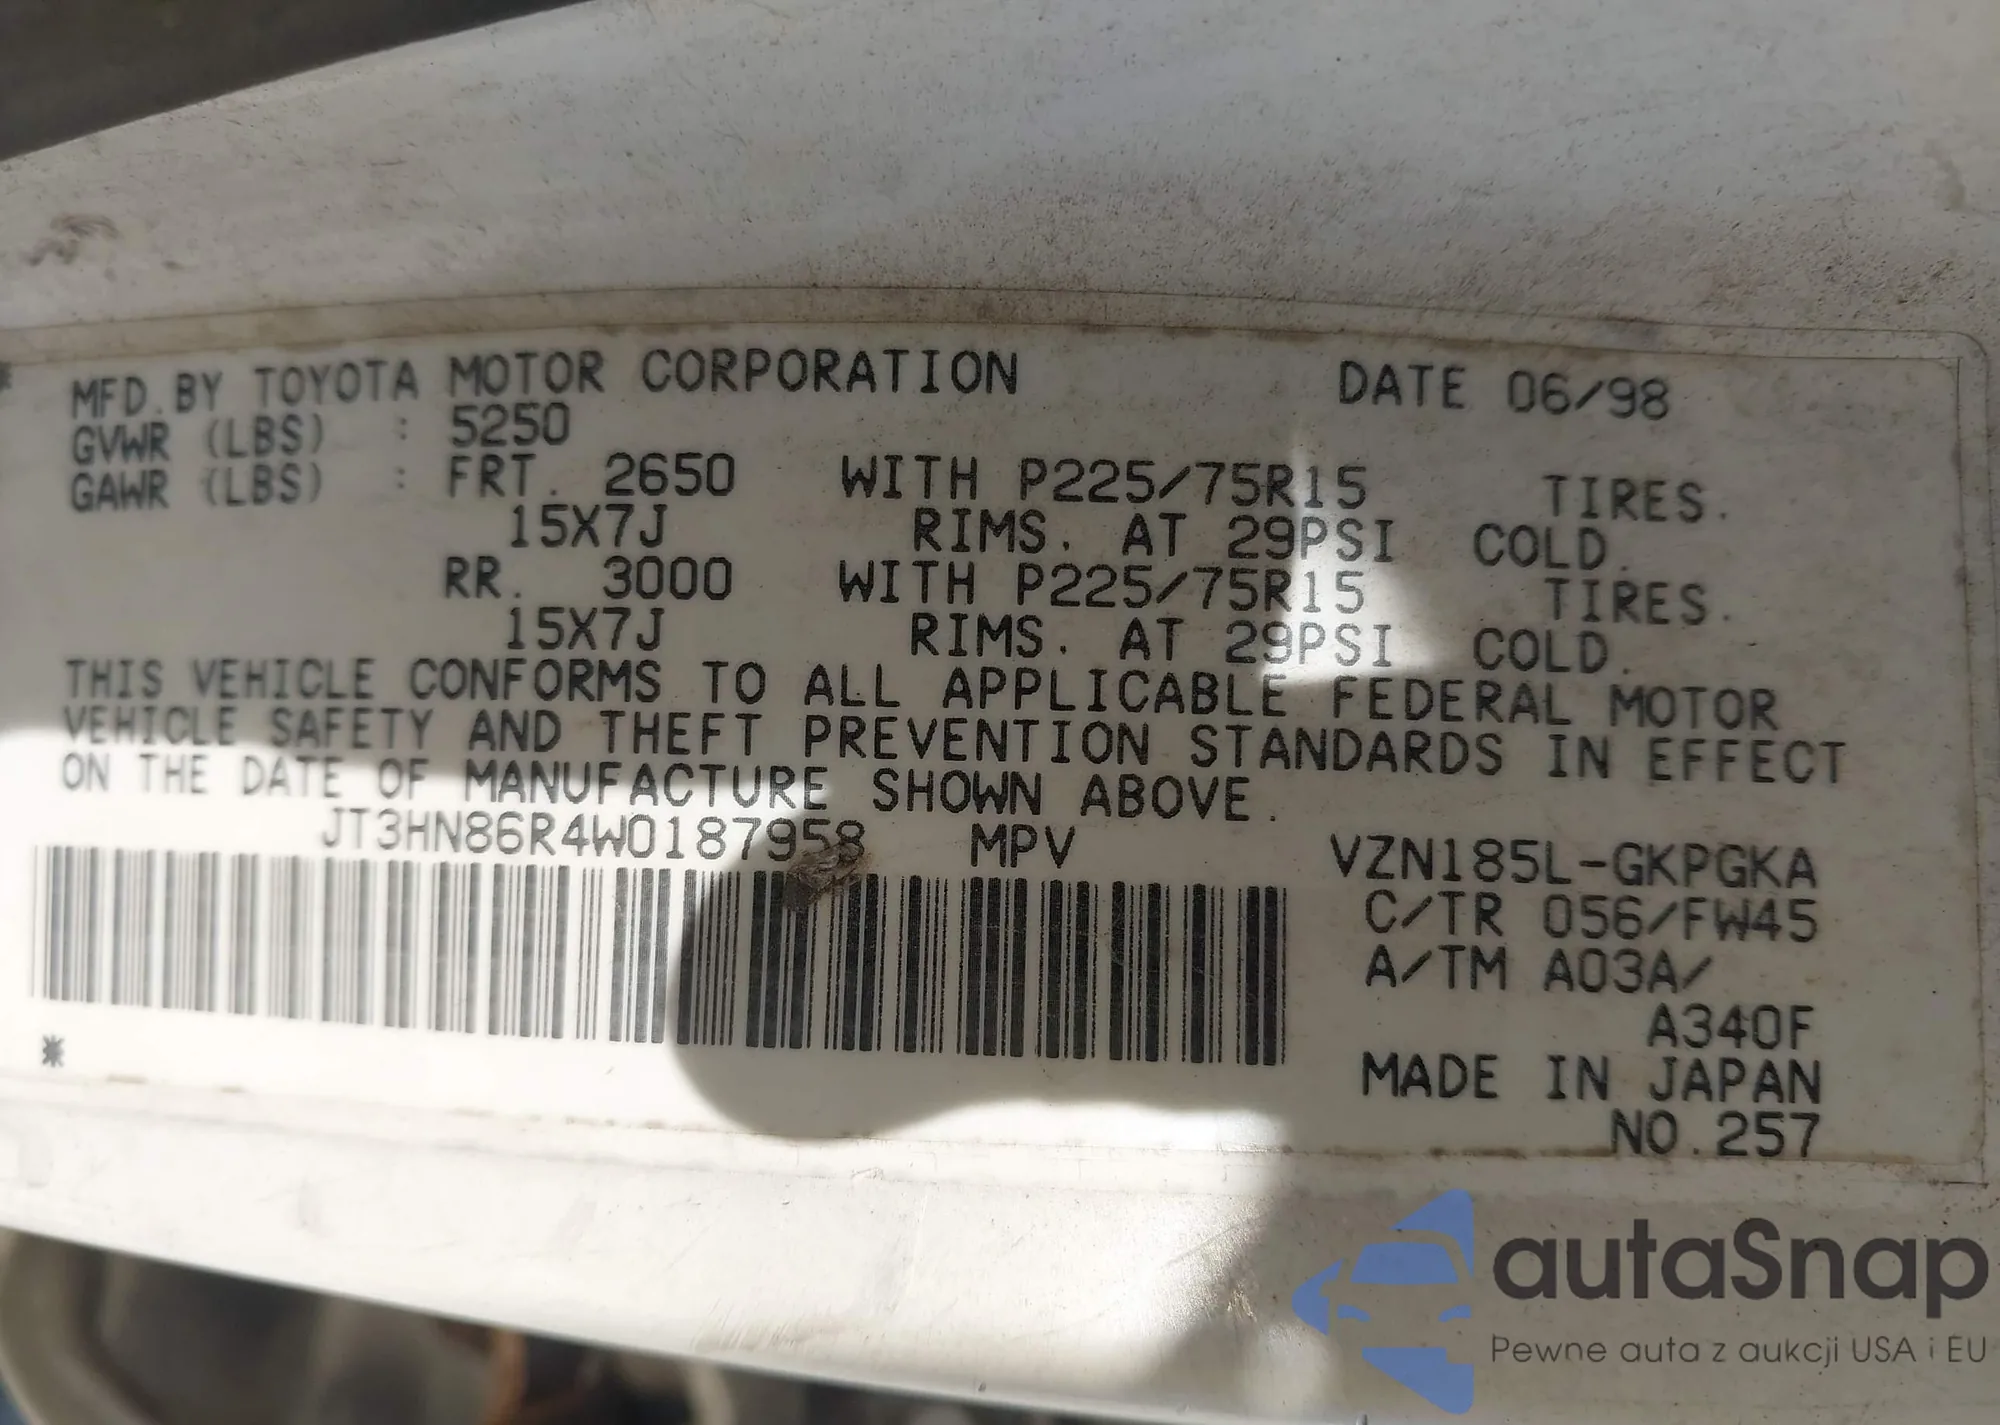 MFD.BY TOYOTA MOTOR CORPORATION DATE 06/98
GVWR (LBS) : 5250
GAWR (LBS) : FRT. 2650 WITH P225/75R15 TIRES.
15X7J RIMS. AT 29PSI COLD.
RR. 3000 WITH P225/75R15 TIRES.
15X7J RIMS. AT 29PSI COLD.
THIS VEHICLE CONFORMS TO ALL APPLICABLE FEDERAL MOTOR
VEHICLE SAFETY AND THEFT PREVENTION STANDARDS IN EFFECT
ON THE DATE OF MANUFACTURE SHOWN ABOVE.
JT3HN86R4W0187958 MPV VZN185L-GKPGKA
C/TR 056/FW45
A/TM A03A/
A340F
MADE IN JAPAN
NO.257
autaSnap
Pewne auta z aukcji USA i EU